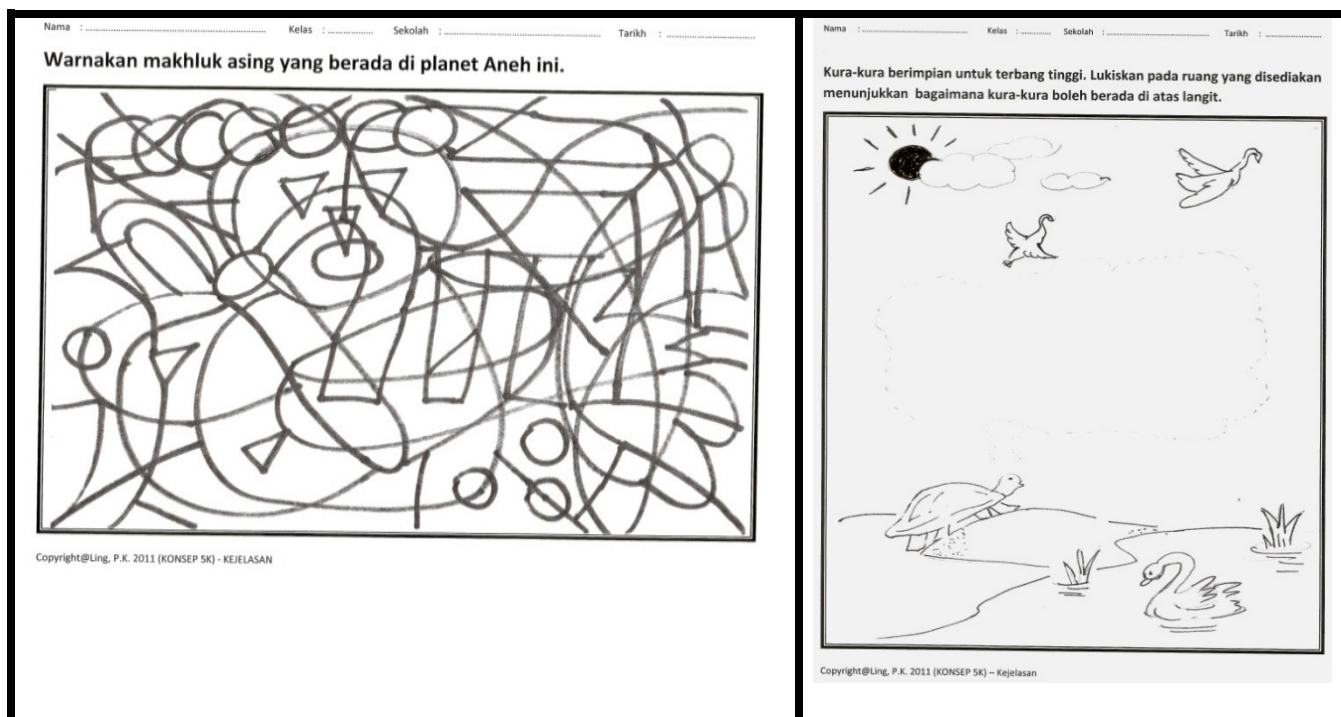 Nama : Kelas : Sekolah : Tarikh :
Warnakan makhluk asing yang berada di planet Aneh ini.
Copyright@Ling, P.K. 2011 (KONSEP 5K) - KEJELASAN
Nama : Kelas : Sekolah : Tarikh :
Kura-kura berimpian untuk terbang tinggi. Lukiskan pada ruang yang disediakan
menunjukkan bagaimana kura-kura boleh berada di atas langit.
Copyright@Ling, P.K. 2011 (KONSEP 5K) – Kejelasan